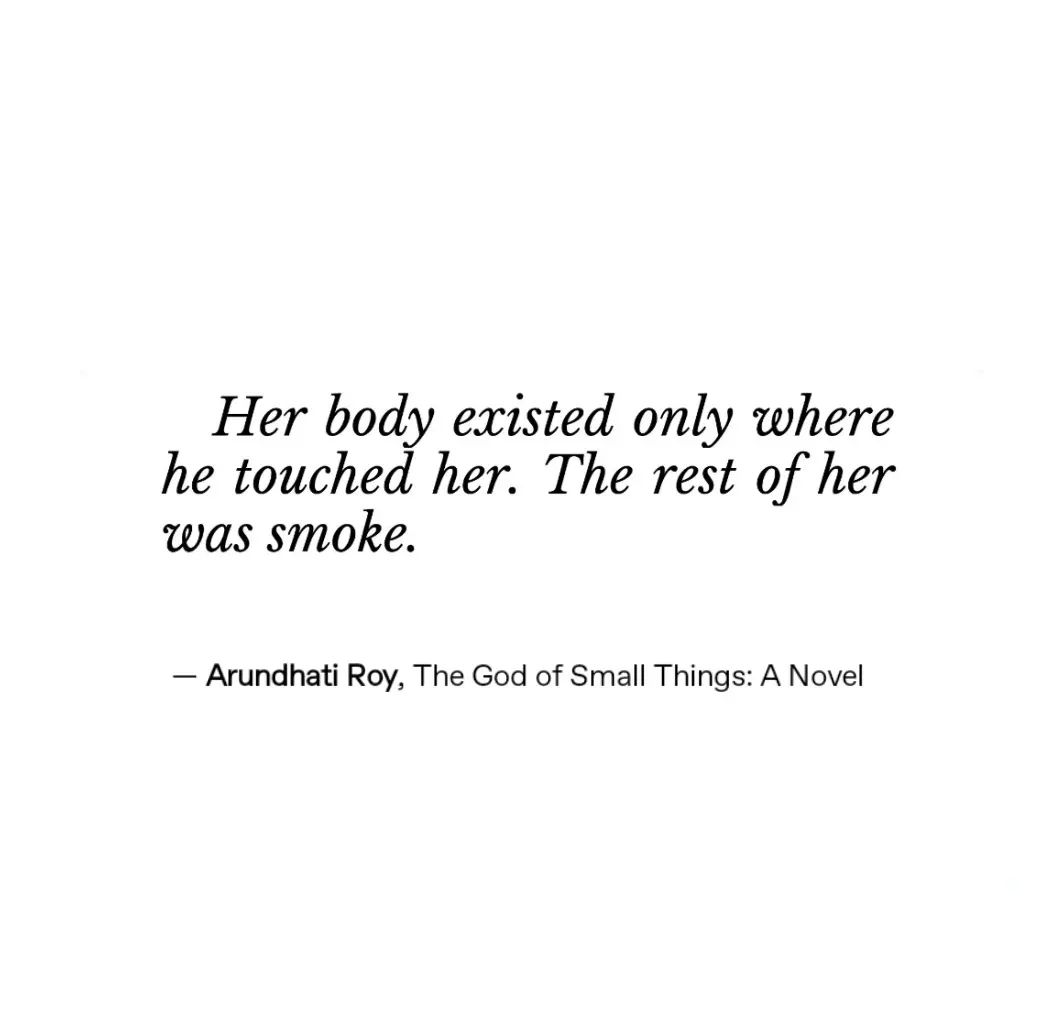 Her body existed only where
he touched her. The rest of her
was smoke.
— Arundhati Roy, The God of Small Things: A Novel